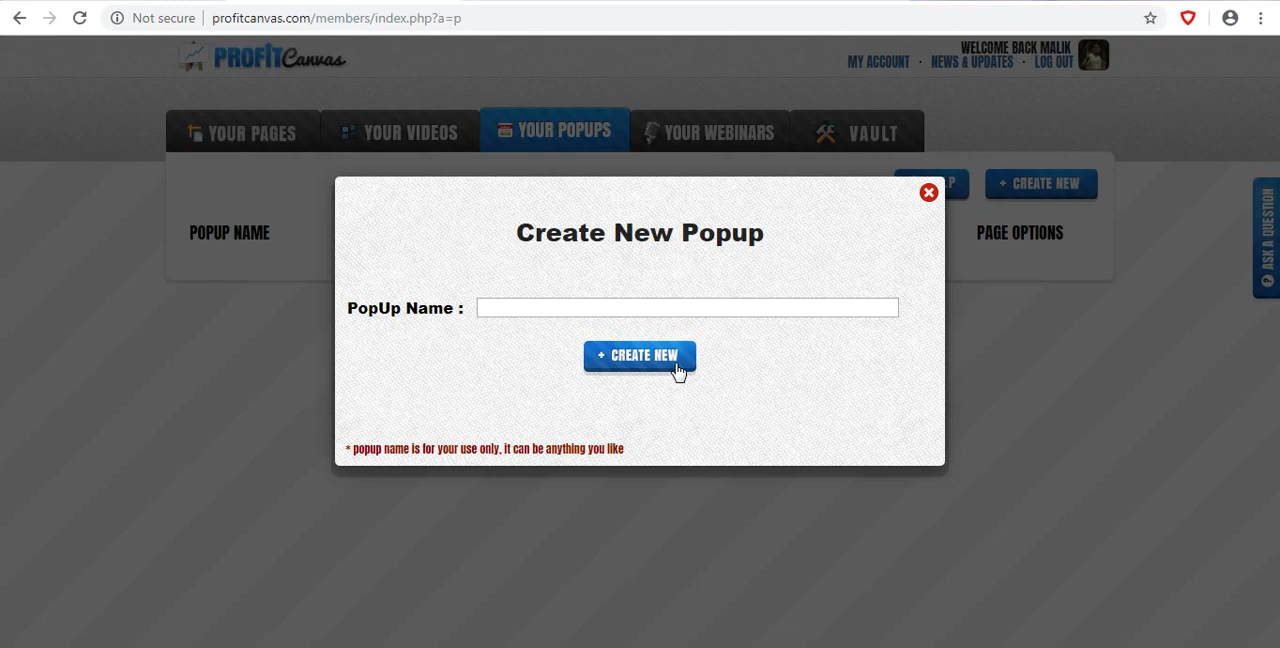 Not secure
profitcanvas.com/members/index.php?a=p
PROFIT Canvas
WELCOME BACK MALIK
MY ACCOUNT · NEWS & UPDATES · LOG OUT
YOUR PAGES
YOUR VIDEOS
YOUR POPUPS
YOUR WEBINARS
VAULT
+ CREATE NEW
POPUP NAME
PAGE OPTIONS
? ASK A QUESTION
Create New Popup
PopUp Name :
+ CREATE NEW
* popup name is for your use only, it can be anything you like